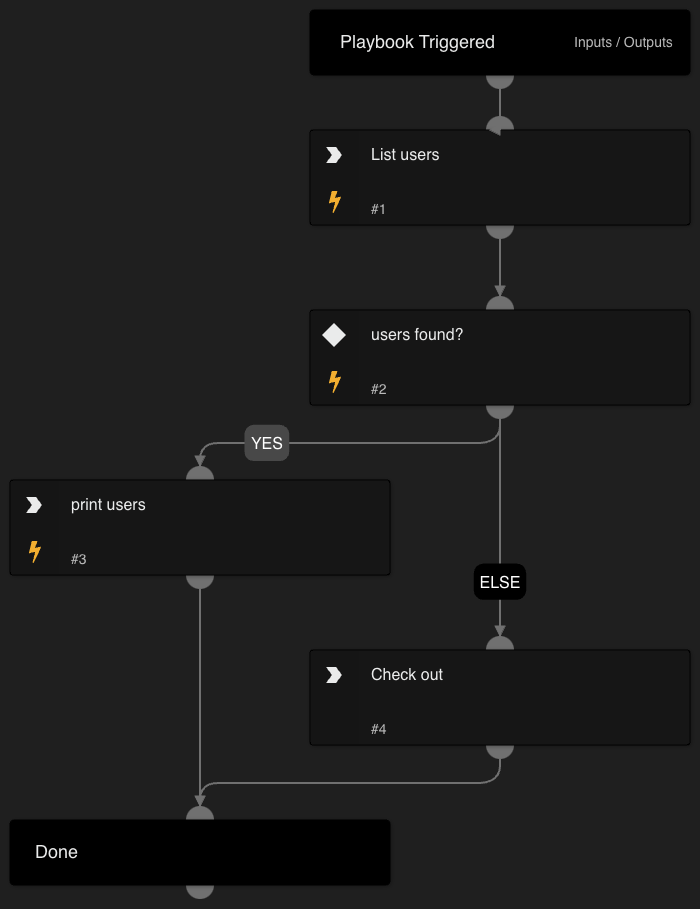 Playbook Triggered
Inputs / Outputs
List users
#1
users found?
#2
YES
print users
#3
ELSE
Check out
#4
Done